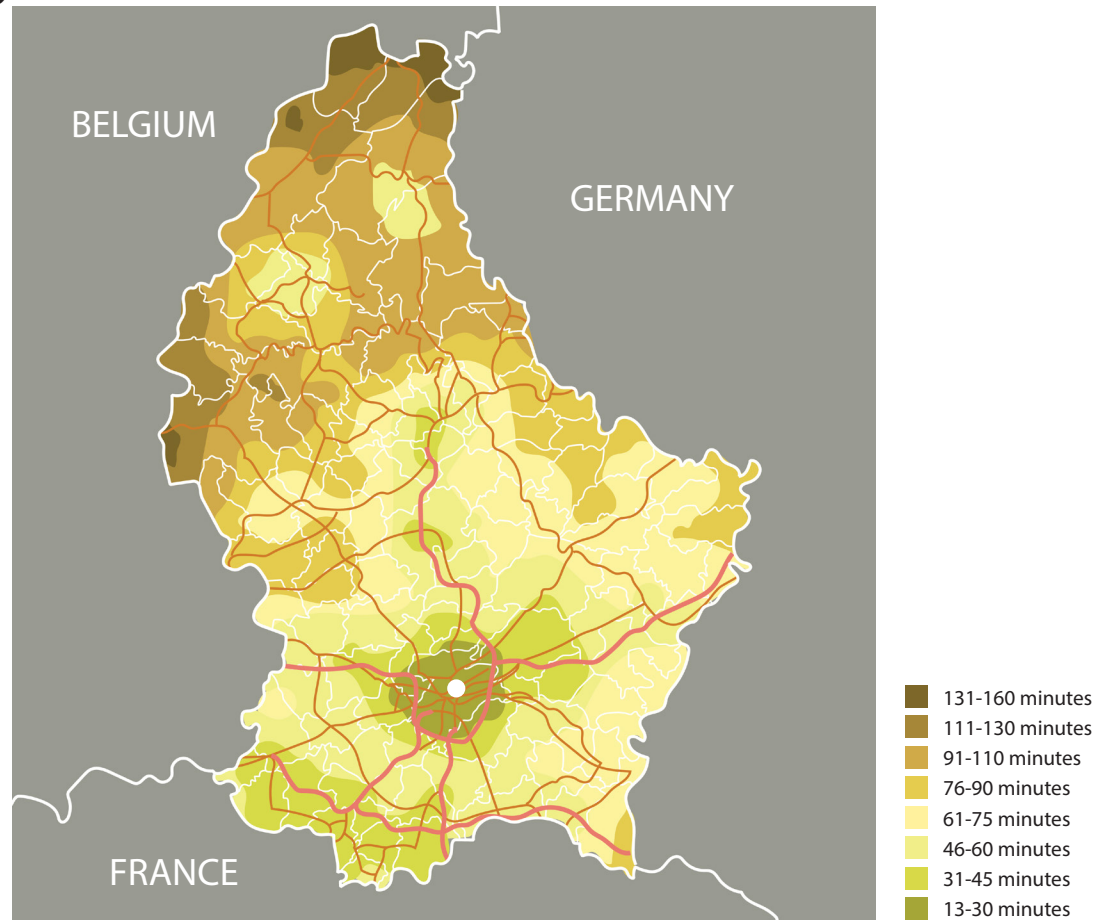 BELGIUM
GERMANY
FRANCE
131-160 minutes
111-130 minutes
91-110 minutes
76-90 minutes
61-75 minutes
46-60 minutes
31-45 minutes
13-30 minutes